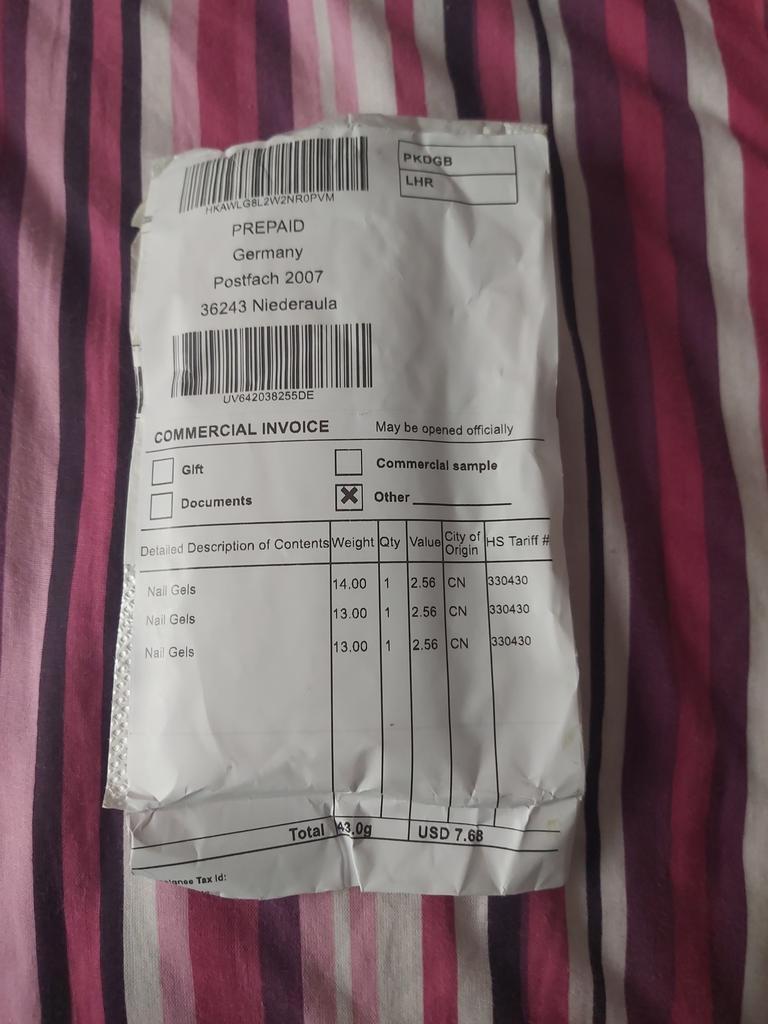 PKDGB
LHR
HKAWLG8L2W2NR0PVM
PREPAID
Germany
Postfach 2007
36243 Niederaula
UV642038255DE
COMMERCIAL INVOICE May be opened officially
Gift Commercial sample
Documents Other
Detailed Description of Contents Weight Qty Value City of Origin HS Tariff #
Nail Gels 14.00 1 2.56 CN 330430
Nail Gels 13.00 1 2.56 CN 330430
Nail Gels 13.00 1 2.56 CN 330430
Total 43.0g USD 7.68
Tax Id: